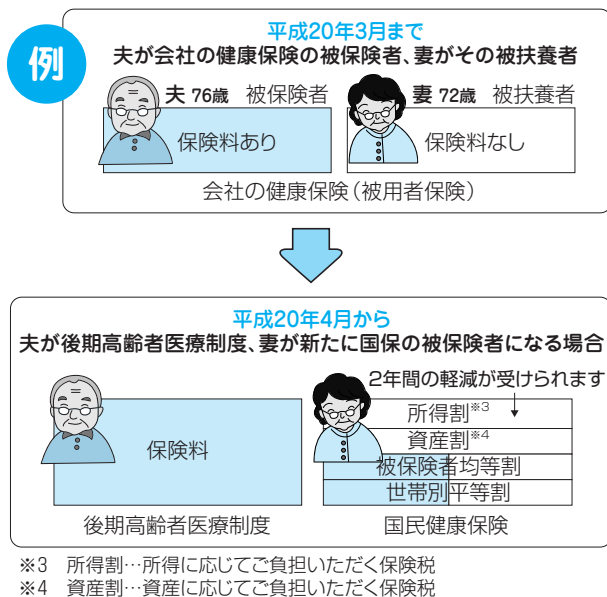 例
平成20年3月まで
夫が会社の健康保険の被保険者、妻がその被扶養者
夫 76歳 被保険者
妻 72歳 被扶養者
保険料あり
保険料なし
会社の健康保険（被用者保険）
平成20年4月から
夫が後期高齢者医療制度、妻が新たに国保の被保険者になる場合
2年間の軽減が受けられます
保険料
所得割※3
資産割※4
被保険者均等割
世帯別平等割
後期高齢者医療制度
国民健康保険
※3 所得割…所得に応じてご負担いただく保険税
※4 資産割…資産に応じてご負担いただく保険税